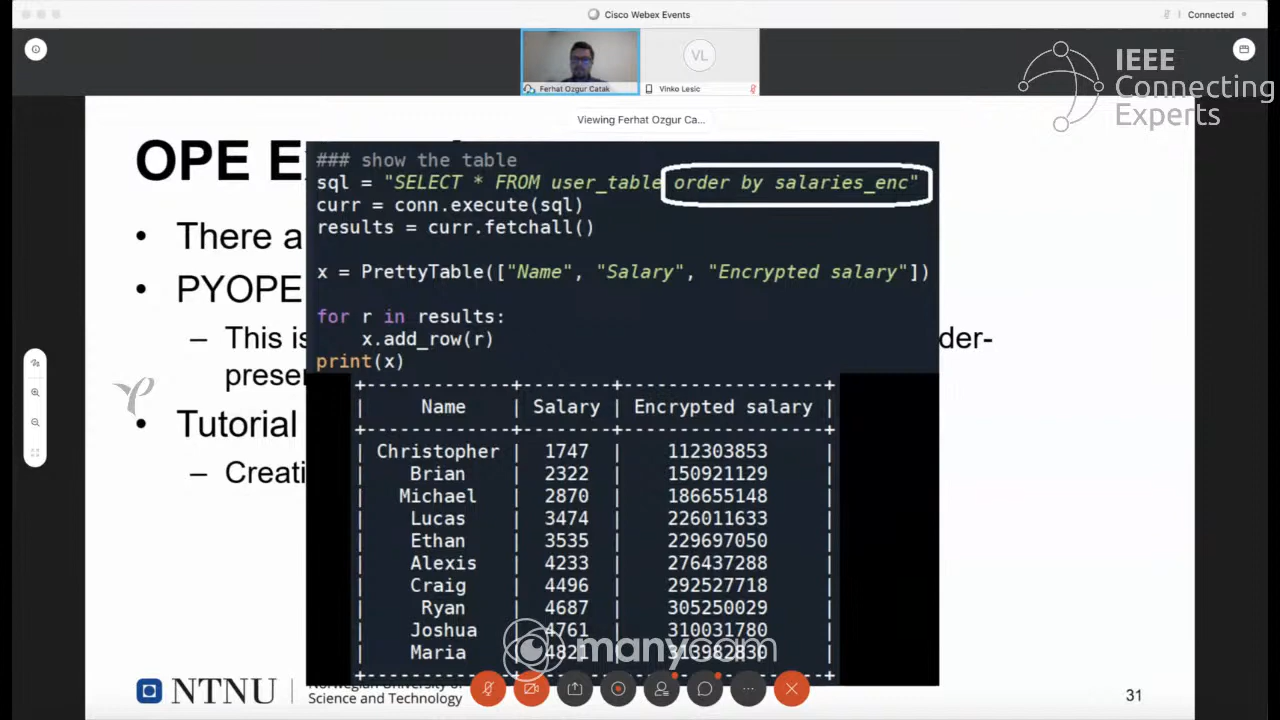 Cisco Webex Events
Connected
VL
Ferhat Ozgur Catak
Vinko Lesic
IEEE
Connecting
Experts
Viewing Ferhat Ozgur Ca...
OPE
### show the table
sql = "SELECT * FROM user_table order by salaries_enc"
curr = conn.execute(sql)
results = curr.fetchall()
x = PrettyTable(["Name", "Salary", "Encrypted salary"])
for r in results:
x.add_row(r)
print(x)
• There a
• PYOPE
– This is der-
preser
• Tutorial
– Creati
| Name | Salary | Encrypted salary |
| Christopher | 1747 | 112303853 |
| Brian | 2322 | 150921129 |
| Michael | 2870 | 186655148 |
| Lucas | 3474 | 226011633 |
| Ethan | 3535 | 229697050 |
| Alexis | 4233 | 276437288 |
| Craig | 4496 | 292527718 |
| Ryan | 4687 | 305250029 |
| Joshua | 4761 | 310031780 |
| Maria | 4821 | 313982830 |
manycam
NTNU
Norwegian University of
Science and Technology
31